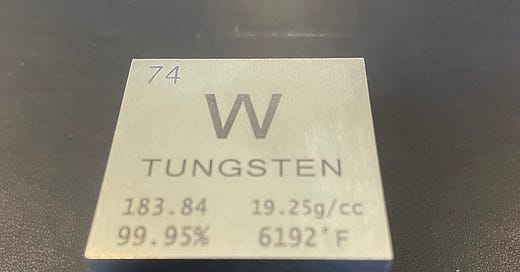 74
W
TUNGSTEN
183.84 19.25g/cc
99.95% 6192°F